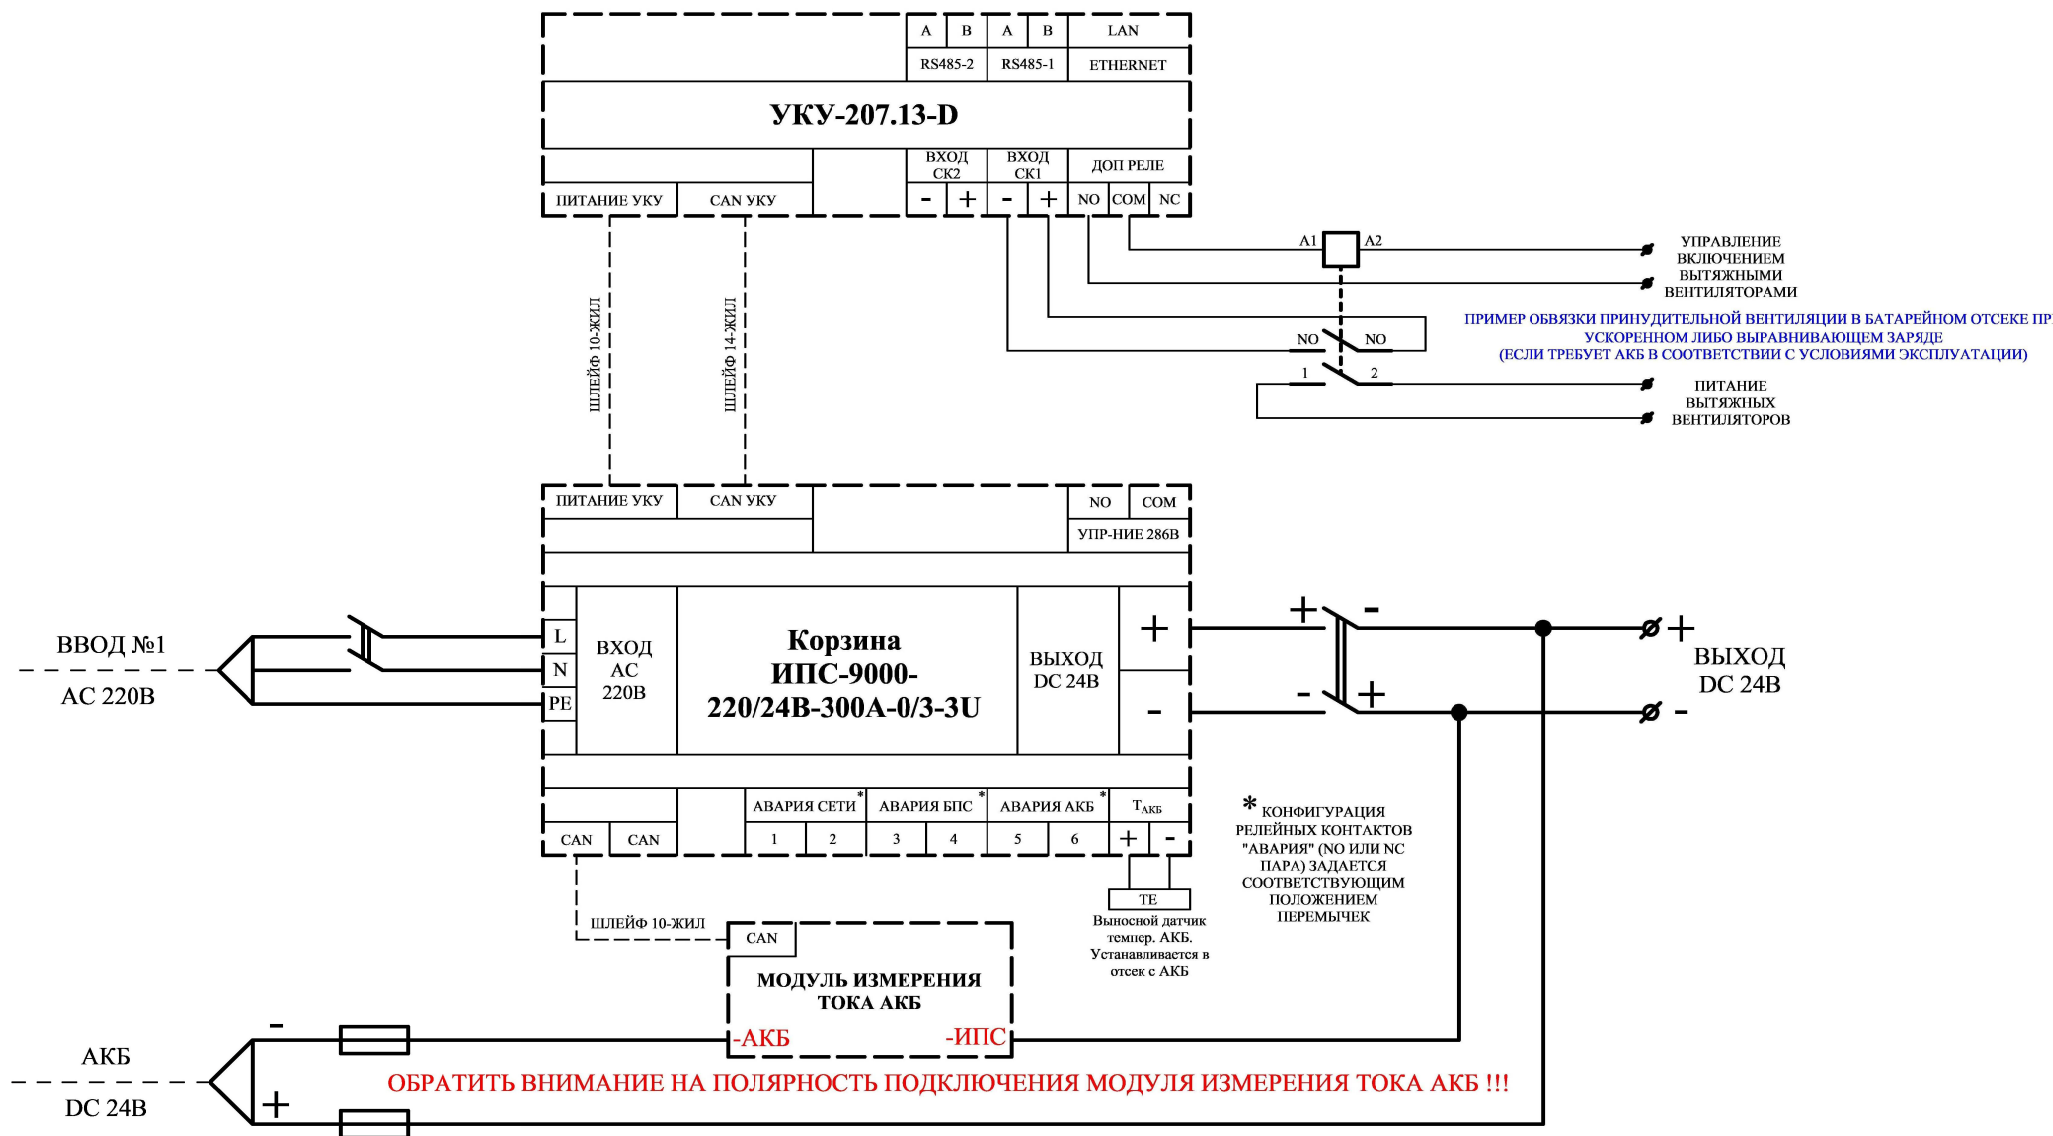 A B A B LAN
RS485-2 RS485-1 ETHERNET
УКУ-207.13-D
ВХОД СК2
ВХОД СК1
ДОП РЕЛЕ
ПИТАНИЕ УКУ CAN УКУ - + - + NO COM NC
A1 A2
УПРАВЛЕНИЕ
ВКЛЮЧЕНИЕМ
ВЫТЯЖНЫМИ
ВЕНТИЛЯТОРАМИ
ШЛЕЙФ 10-ЖИЛ
ШЛЕЙФ 14-ЖИЛ
ПРИМЕР ОБВЯЗКИ ПРИНУДИТЕЛЬНОЙ ВЕНТИЛЯЦИИ В БАТАРЕЙНОМ ОТСЕКЕ ПР
УСКОРЕННОМ ЛИБО ВЫРАВНИВАЮЩЕМ ЗАРЯДЕ
(ЕСЛИ ТРЕБУЕТ АКБ В СООТВЕТСТВИИ С УСЛОВИЯМИ ЭКСПЛУАТАЦИИ)
NO NO
1 2
ПИТАНИЕ
ВЫТЯЖНЫХ
ВЕНТИЛЯТОРОВ
ПИТАНИЕ УКУ CAN УКУ NO COM
УПР-НИЕ 286В
ВВОД №1
AC 220В
L
N
PE
ВХОД
AC
220В
Корзина
ИПС-9000-
220/24В-300А-0/3-3U
ВЫХОД
DC 24В
+
-
+ -
- +
+
ВЫХОД
DC 24В
-
АВАРИЯ СЕТИ * АВАРИЯ БПС * АВАРИЯ АКБ * TАКБ
CAN CAN 1 2 3 4 5 6 + -
* КОНФИГУРАЦИЯ
РЕЛЕЙНЫХ КОНТАКТОВ
"АВАРИЯ" (NO ИЛИ NC
ПАРА) ЗАДАЕТСЯ
СООТВЕТСТВУЮЩИМ
ПОЛОЖЕНИЕМ
ПЕРЕМЫЧЕК
TE
Выносной датчик
темпер. АКБ.
Устанавливается в
отсек с АКБ
ШЛЕЙФ 10-ЖИЛ
CAN
МОДУЛЬ ИЗМЕРЕНИЯ
ТОКА АКБ
-АКБ -ИПС
АКБ
DC 24В
-
+
ОБРАТИТЬ ВНИМАНИЕ НА ПОЛЯРНОСТЬ ПОДКЛЮЧЕНИЯ МОДУЛЯ ИЗМЕРЕНИЯ ТОКА АКБ !!!